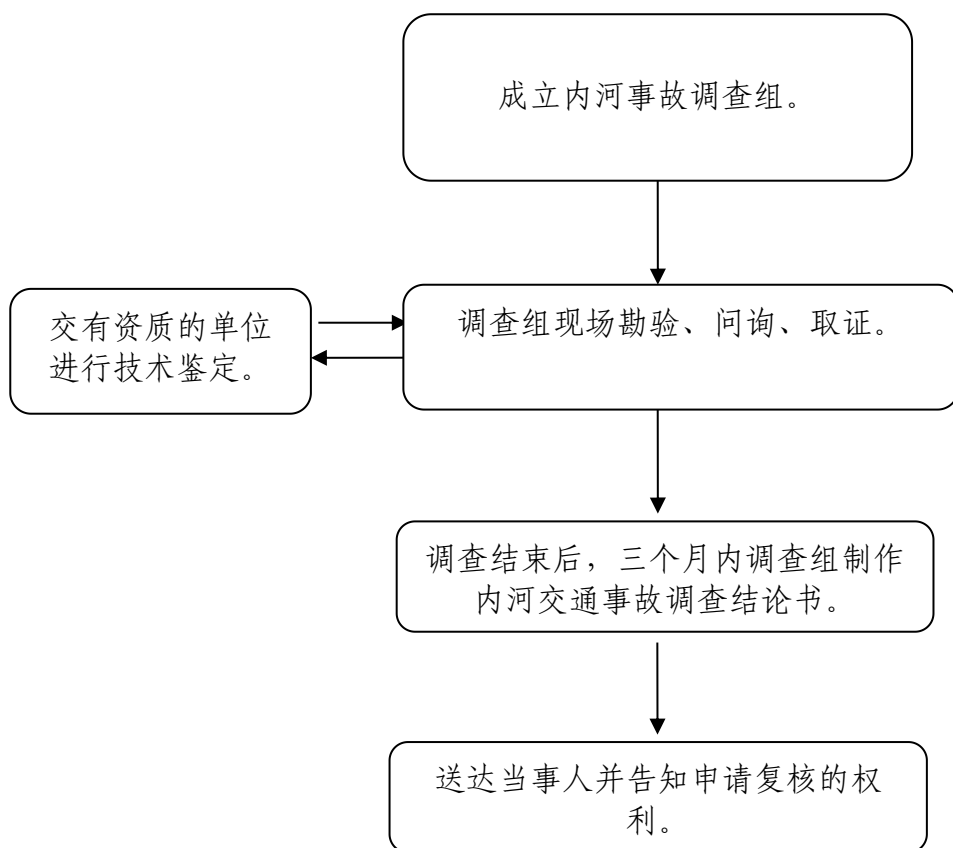 成立内河事故调查组。
交有资质的单位
进行技术鉴定。
调查组现场勘验、问询、取证。
调查结束后，三个月内调查组制作
内河交通事故调查结论书。
送达当事人并告知申请复核的权
利。